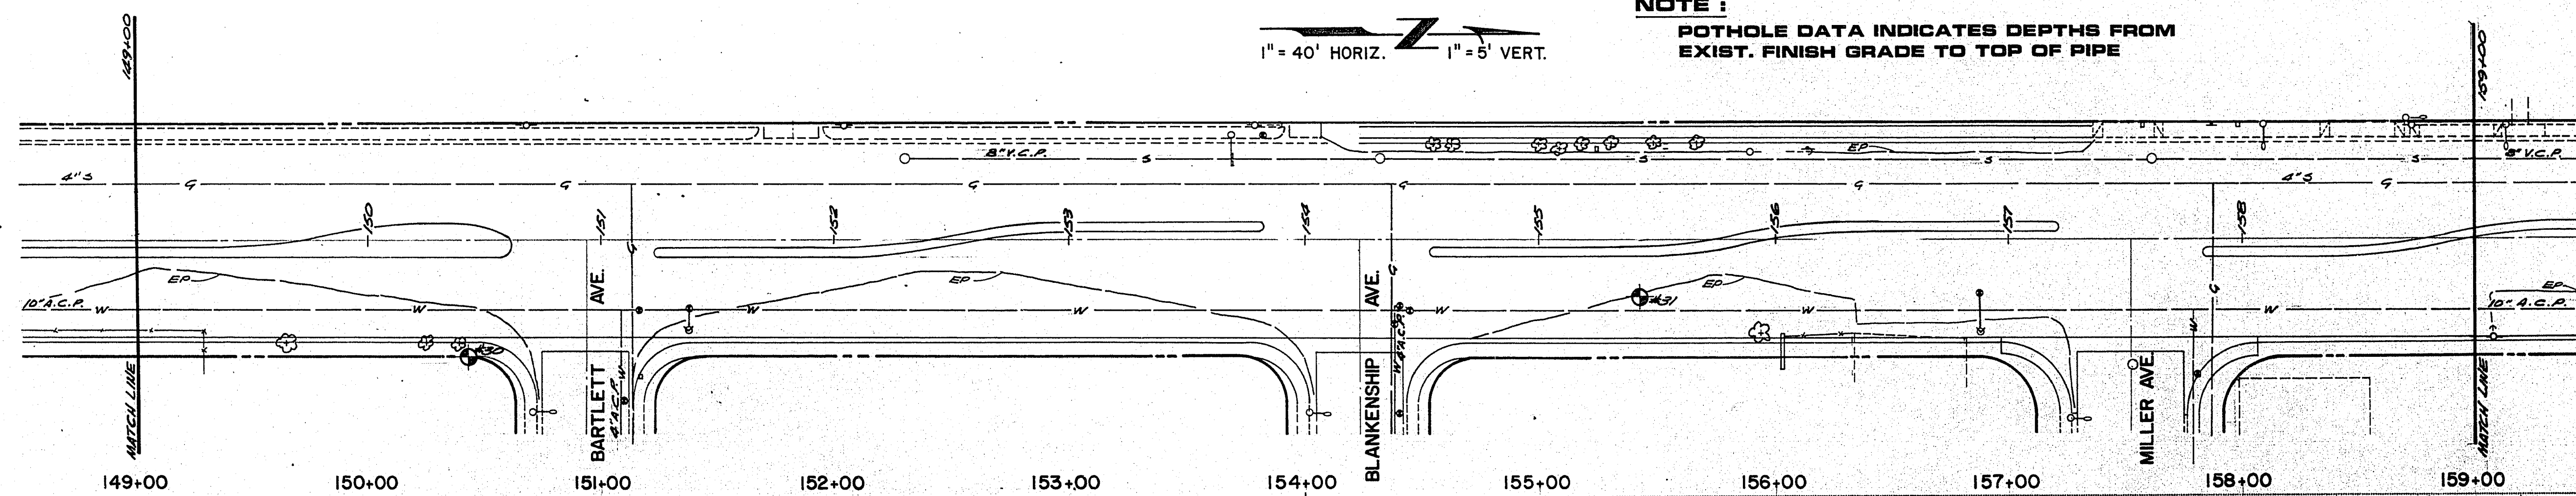 NOTE :
POTHOLE DATA INDICATES DEPTHS FROM
EXIST. FINISH GRADE TO TOP OF PIPE
1" = 40' HORIZ. 1" = 5' VERT.
149+00
159+00
8" V.C.P. S S S S 8" V.C.P.
4" S G G G G G 4" S G
150 151 152 153 154 155 156 157 158
G G G
EP EP EP EP EP
10" A.C.P. W W W W W W 10" A.C.P.
#30
#31
W
4" A.C.P.
W 4" A.C.P.
W
MATCH LINE
BARTLETT AVE.
BLANKENSHIP AVE.
MILLER AVE.
MATCH LINE
149+00 150+00 151+00 152+00 153+00 154+00 155+00 156+00 157+00 158+00 159+00